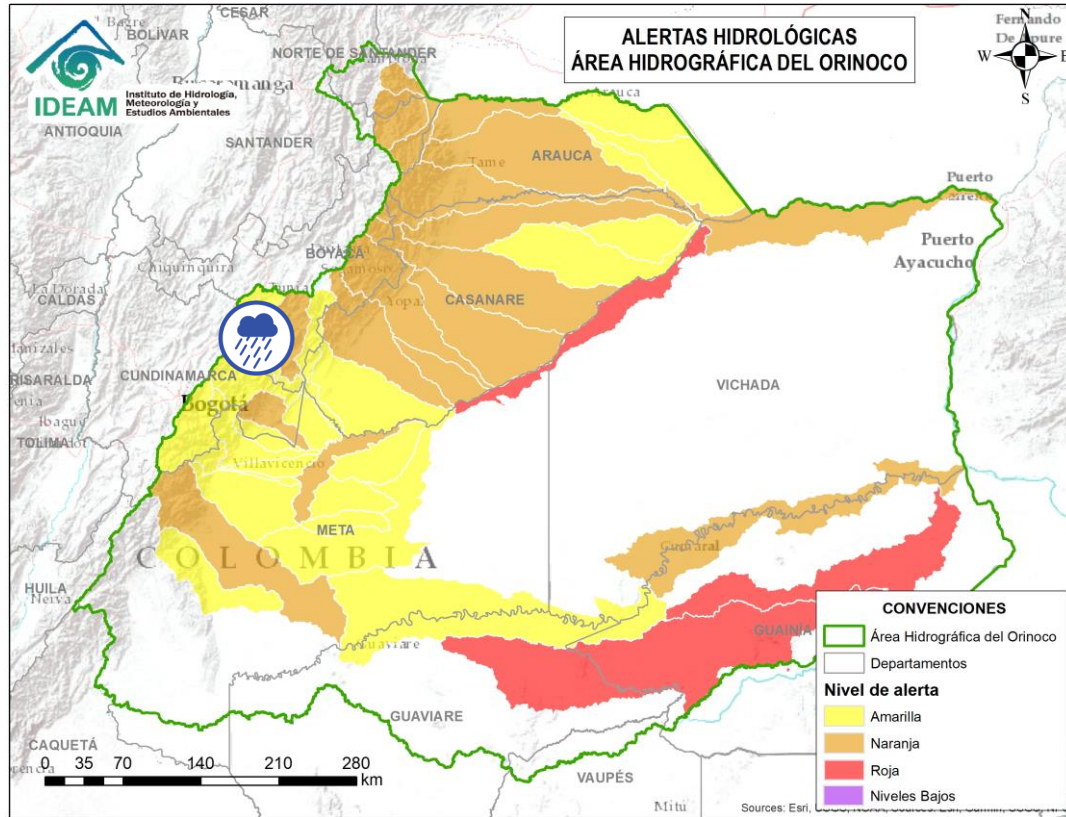 ALERTAS HIDROLÓGICAS
ÁREA HIDROGRÁFICA DEL ORINOCO
IDEAM
Instituto de Hidrología,
Meteorología y
Estudios Ambientales
N
W
E
S
CESAR
BOLÍVAR
NORTE DE SANTANDER
ANTIOQUIA
SANTANDER
Arauca
ARAUCA
Tame
Puerto
Puerto
Ayacucho
BOYACÁ
Chiquinquira
Tunja
La Dorada
CALDAS
Yopal
CASANARE
CUNDINAMARCA
RISARALDA
Bogotá
VICHADA
Ibague
TOLIMA
Villavicencio
META
COLOMBIA
Cumaral
HUILA
Neiva
GUAINÍA
GUAVIARE
CAQUETÁ
VAUPÉS
Mitú
CONVENCIONES
Área Hidrográfica del Orinoco
Departamentos
Nivel de alerta
Amarilla
Naranja
Roja
Niveles Bajos
0 35 70 140 210 280
km
Sources: Esri,